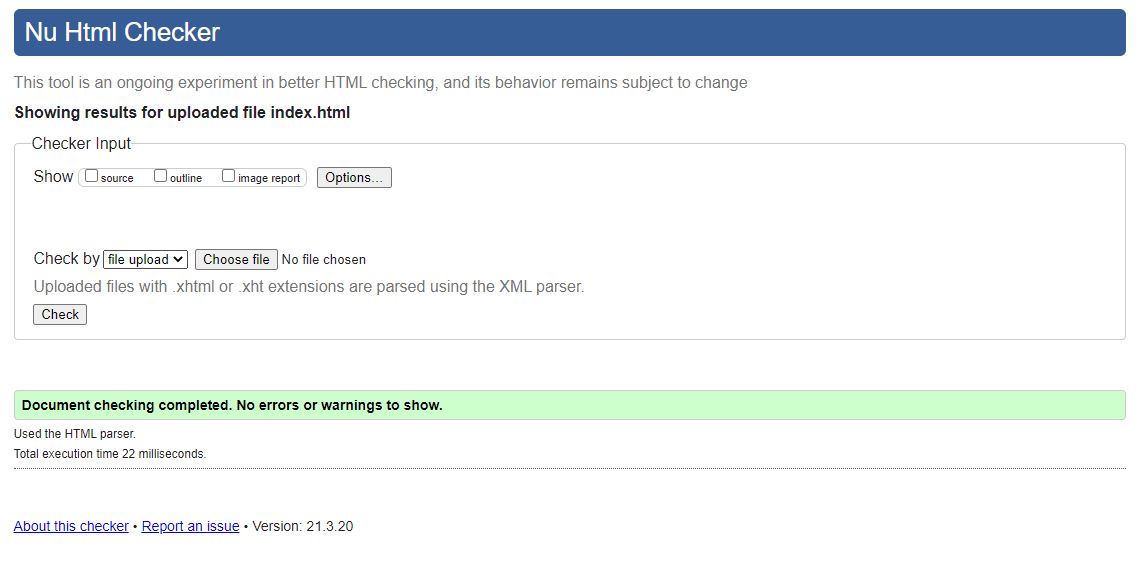 Nu Html Checker
This tool is an ongoing experiment in better HTML checking, and its behavior remains subject to change
Showing results for uploaded file index.html
Checker Input
Show source outline image report Options...
Check by file upload Choose file No file chosen
Uploaded files with .xhtml or .xht extensions are parsed using the XML parser.
Check
Document checking completed. No errors or warnings to show.
Used the HTML parser.
Total execution time 22 milliseconds.
About this checker • Report an issue • Version: 21.3.20